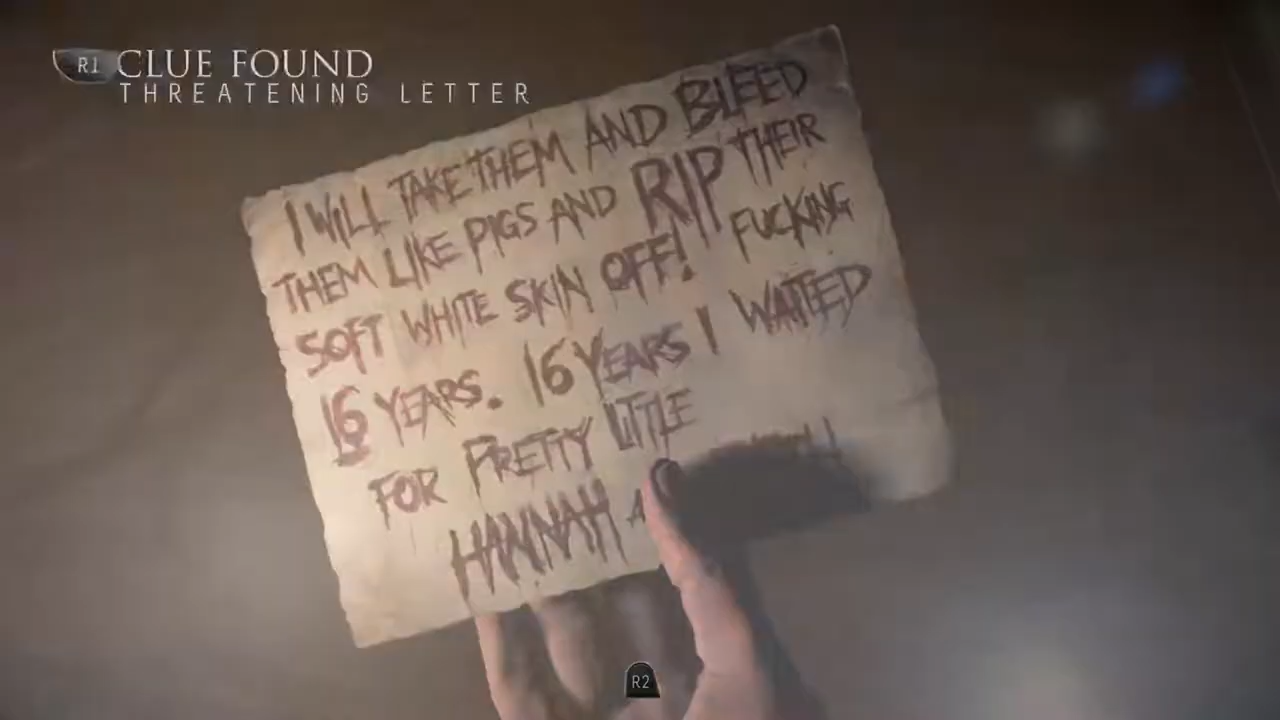 R1 CLUE FOUND
THREATENING LETTER
I WILL TAKE THEM AND BLEED
THEM LIKE PIGS AND RIP THEIR
SOFT WHITE SKIN OFF! FUCKING
16 YEARS. 16 YEARS I WAITED
FOR PRETTY LITTLE
HANNAH
R2